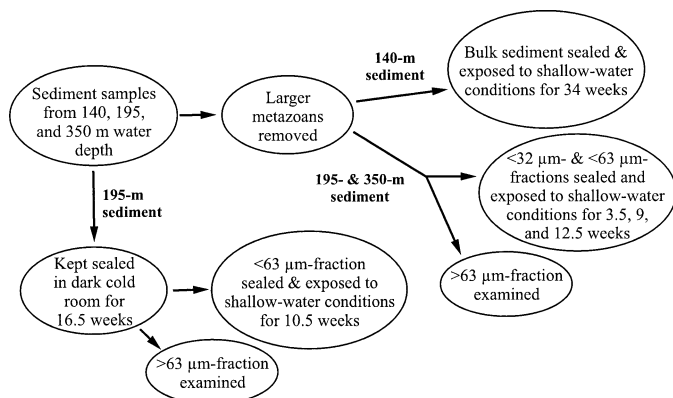 Sediment samples
from 140, 195,
and 350 m water
depth
Larger
metazoans
removed
140-m
sediment
Bulk sediment sealed &
exposed to shallow-water
conditions for 34 weeks
195- & 350-m
sediment
<32 µm- & <63 µm-
fractions sealed and
exposed to shallow-water
conditions for 3.5, 9,
and 12.5 weeks
>63 µm-fraction
examined
195-m
sediment
Kept sealed
in dark cold
room for
16.5 weeks
<63 µm-fraction
sealed & exposed to
shallow-water conditions
for 10.5 weeks
>63 µm-fraction
examined